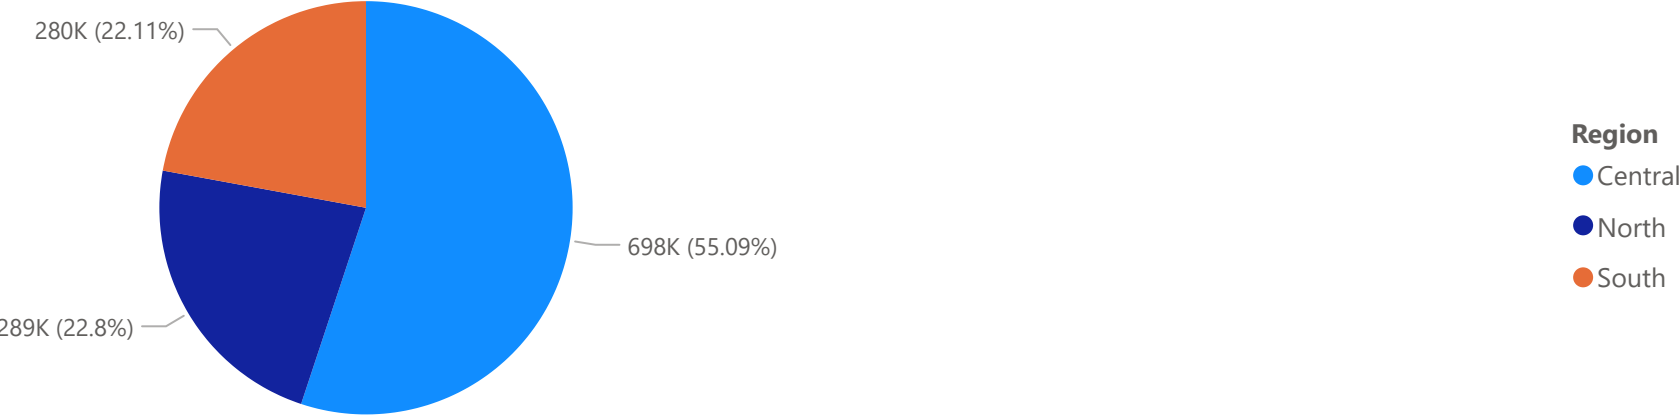 280K (22.11%)
698K (55.09%)
289K (22.8%)
Region
Central
North
South